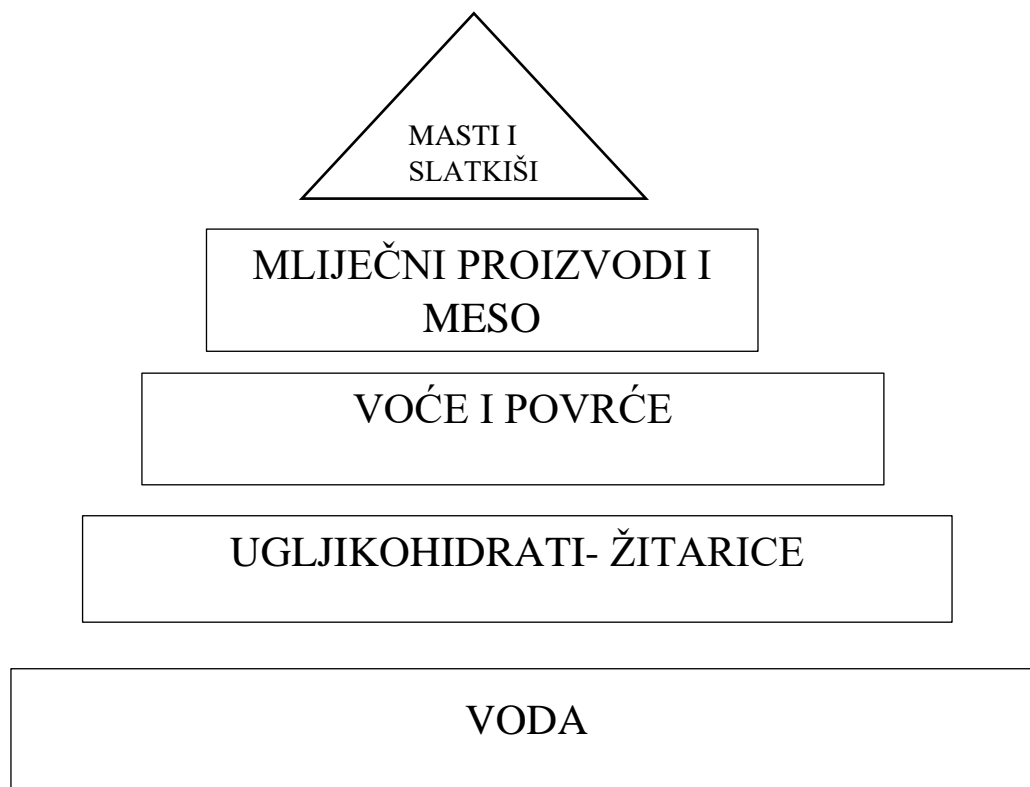 MASTI I
SLATKIŠI
MLIJEČNI PROIZVODI I
MESO
VOĆE I POVRĆE
UGLJIKOHIDRATI- ŽITARICE
VODA